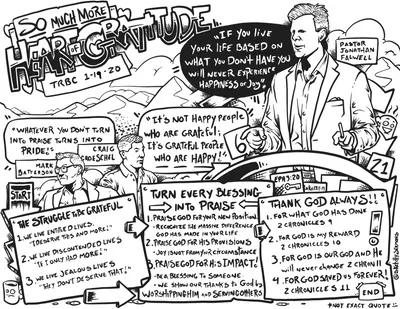 SO MUCH MORE
HEART OF GRATITUDE
TRBC 1-19-20
"IF YOU LIVE
YOUR LIFE BASED ON
WHAT YOU DON'T HAVE YOU
WILL NEVER EXPERIENCE
HAPPINESS OR JOY"
PASTOR
JONATHAN
FALWELL
"WHATEVER YOU DON'T TURN
INTO PRAISE TURNS INTO
PRIDE!"
MARK
BATTERSON
CRAIG
GROESCHEL
"IT'S NOT HAPPY PEOPLE
WHO ARE GRATEFUL;
IT'S GRATEFUL PEOPLE
WHO ARE HAPPY!"
6
21
EPH 3:20
START
THE STRUGGLE TO BE GRATEFUL
1. WE LIVE ENTITLED LIVES.
"I DESERVE THIS AND MORE!"
2. WE LIVE DISCONTENTED LIVES
"IF I ONLY HAD MORE!"
3. WE LIVE JEALOUS LIVES
"THEY DON'T DESERVE THAT!"
TURN EVERY BLESSING
INTO PRAISE
1. PRAISE GOD FOR YOUR NEW POSITION
-RECOGNIZE THE MASSIVE DIFFERENCE
GOD HAS MADE IN YOUR LIFE
2. PRAISE GOD FOR HIS PROVISIONS
-JOY IS NOT FROM YOUR CIRCUMSTANCE
3. PRAISE GOD FOR HIS IMPACT!
-BE A BLESSING TO SOMEONE
-WE SHOW OUR THANKS TO GOD BY
WORSHIPPING HIM AND SERVING OTHERS
THANK GOD ALWAYS!!
1. FOR WHAT GOD HAS DONE
2 CHRONICLES 9
2. FOR GOD IS MY REWARD
2 CHRONICLES 10
3. FOR GOD IS OUR GOD AND HE
WILL NEVER CHANGE 2 CHRON 11
4. FOR GOD SAVED US FOREVER!
2 CHRONICLES 11
END
*NOT EXACT QUOTE